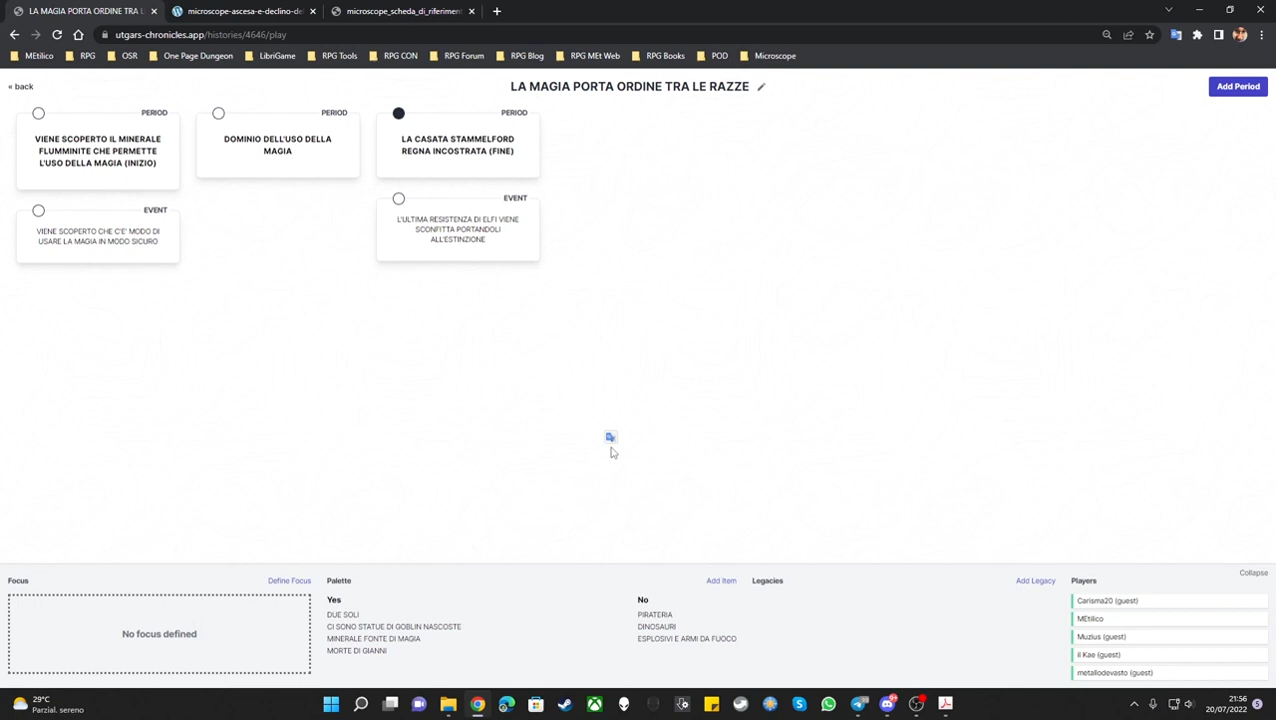 LA MAGIA PORTA ORDINE TRA L
microscope-ascesa-e-declino-del
microscope_scheda_di_riferiment
utgars-chronicles.app/histories/4646/play
MEtilico RPG OSR One Page Dungeon LibriGame RPG Tools RPG CON RPG Forum RPG Blog RPG MEt Web RPG Books POD Microscope
« back
LA MAGIA PORTA ORDINE TRA LE RAZZE
Add Period
PERIOD
VIENE SCOPERTO IL MINERALE
FLUMMINITE CHE PERMETTE
L'USO DELLA MAGIA (INIZIO)
PERIOD
DOMINIO DELL'USO DELLA
MAGIA
PERIOD
LA CASATA STAMMELFORD
REGNA INCOSTRATA (FINE)
EVENT
VIENE SCOPERTO CHE C'E' MODO DI
USARE LA MAGIA IN MODO SICURO
EVENT
L'ULTIMA RESISTENZA DI ELFI VIENE
SCONFITTA PORTANDOLI
ALL'ESTINZIONE
Collapse
Focus
Define Focus
No focus defined
Palette
Add Item
Yes
DUE SOLI
CI SONO STATUE DI GOBLIN NASCOSTE
MINERALE FONTE DI MAGIA
MORTE DI GIANNI
No
PIRATERIA
DINOSAURI
ESPLOSIVI E ARMI DA FUOCO
Legacies
Add Legacy
Players
Carisma20 (guest)
MEtilico
Muzius (guest)
il Kae (guest)
metallodevasto (guest)
29°C
Parzial. sereno
21:56
20/07/2022